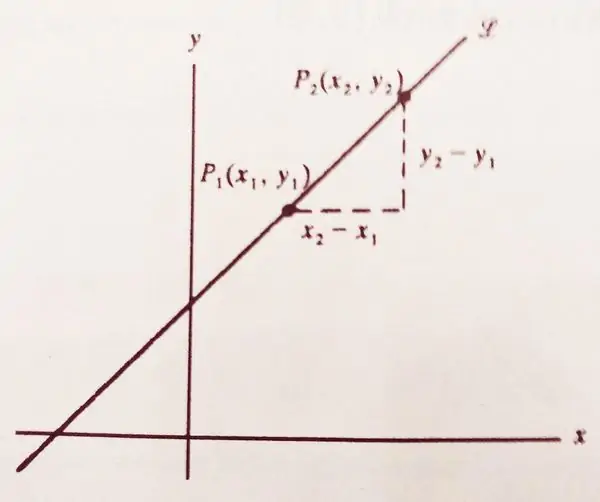 ℒ
y
P₂(x₂, y₂)
y₂ − y₁
P₁(x₁, y₁)
x₂ − x₁
x